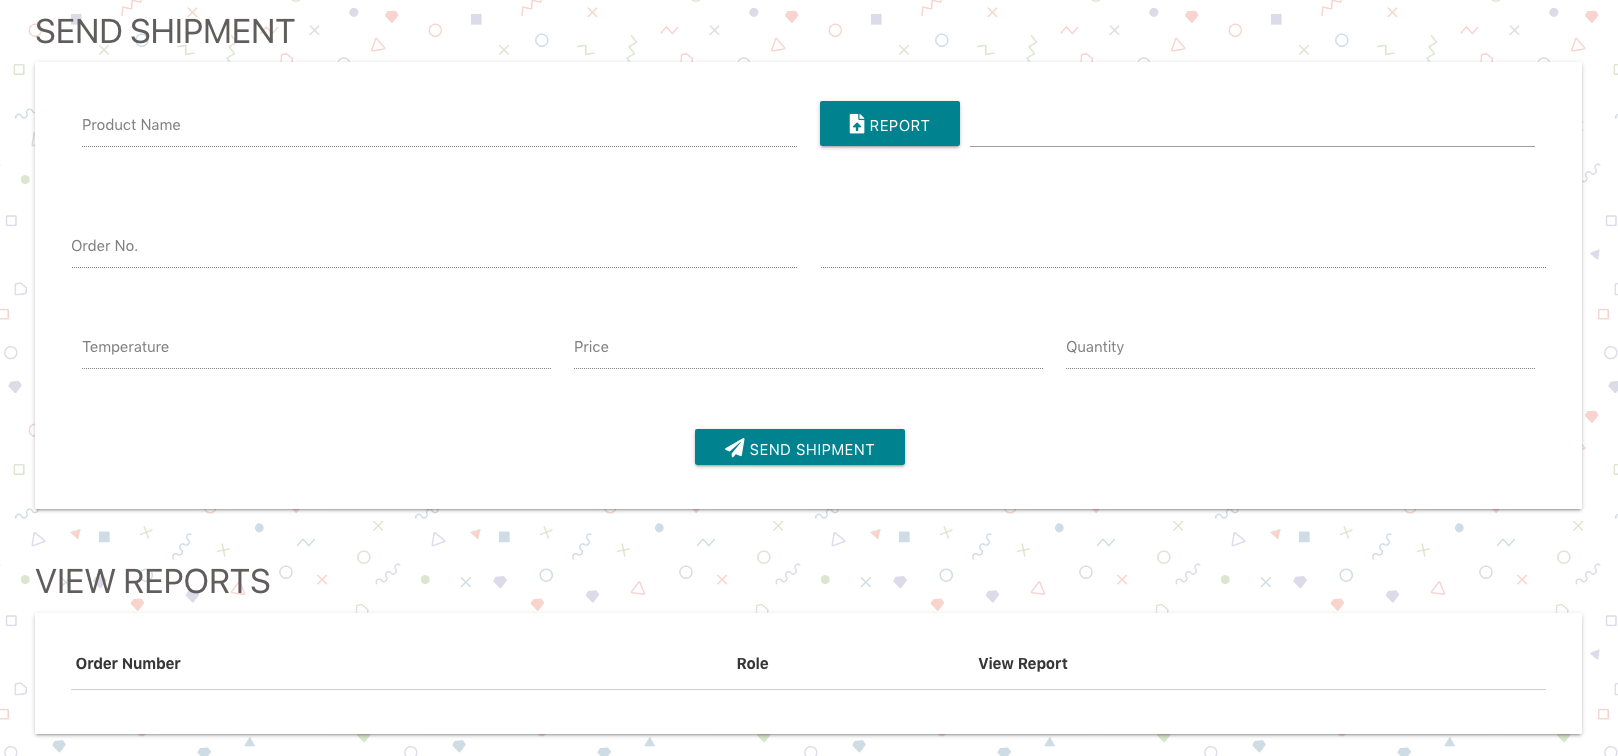 SEND SHIPMENT
Product Name
REPORT
Order No.
Temperature
Price
Quantity
SEND SHIPMENT
VIEW REPORTS
Order Number
Role
View Report